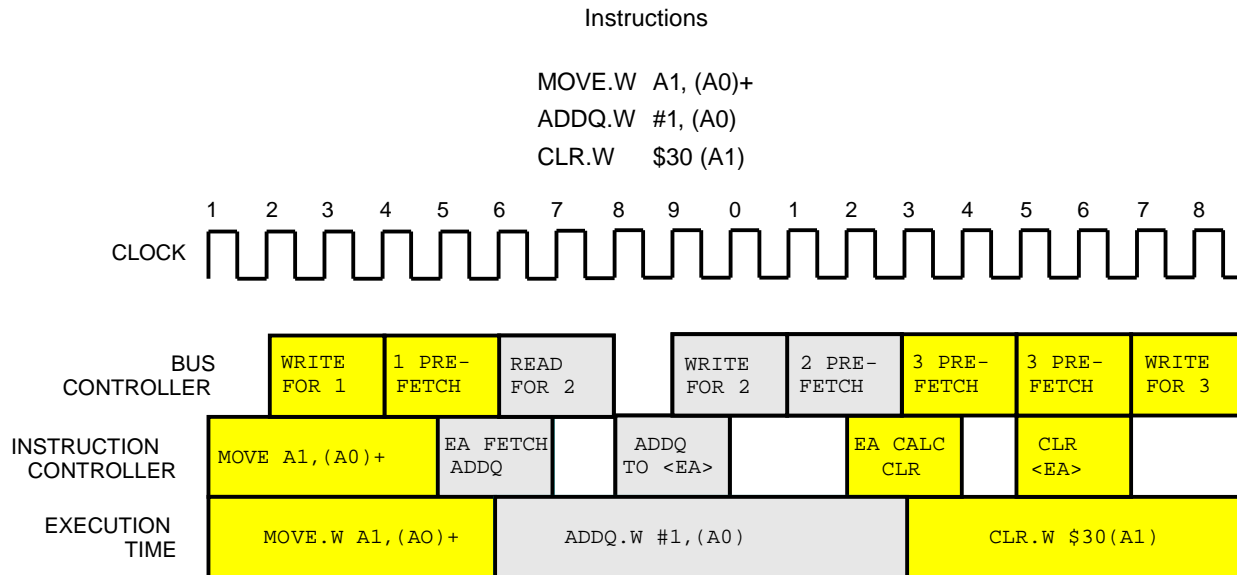 Instructions
MOVE.W A1, (A0)+
ADDQ.W #1, (A0)
CLR.W $30 (A1)
1 2 3 4 5 6 7 8 9 0 1 2 3 4 5 6 7 8
CLOCK
BUS
CONTROLLER
WRITE
FOR 1
1 PRE-
FETCH
READ
FOR 2
WRITE
FOR 2
2 PRE-
FETCH
3 PRE-
FETCH
3 PRE-
FETCH
WRITE
FOR 3
INSTRUCTION
CONTROLLER
MOVE A1,(A0)+
EA FETCH
ADDQ
ADDQ
TO <EA>
EA CALC
CLR
CLR
<EA>
EXECUTION
TIME
MOVE.W A1,(AO)+
ADDQ.W #1,(A0)
CLR.W $30(A1)